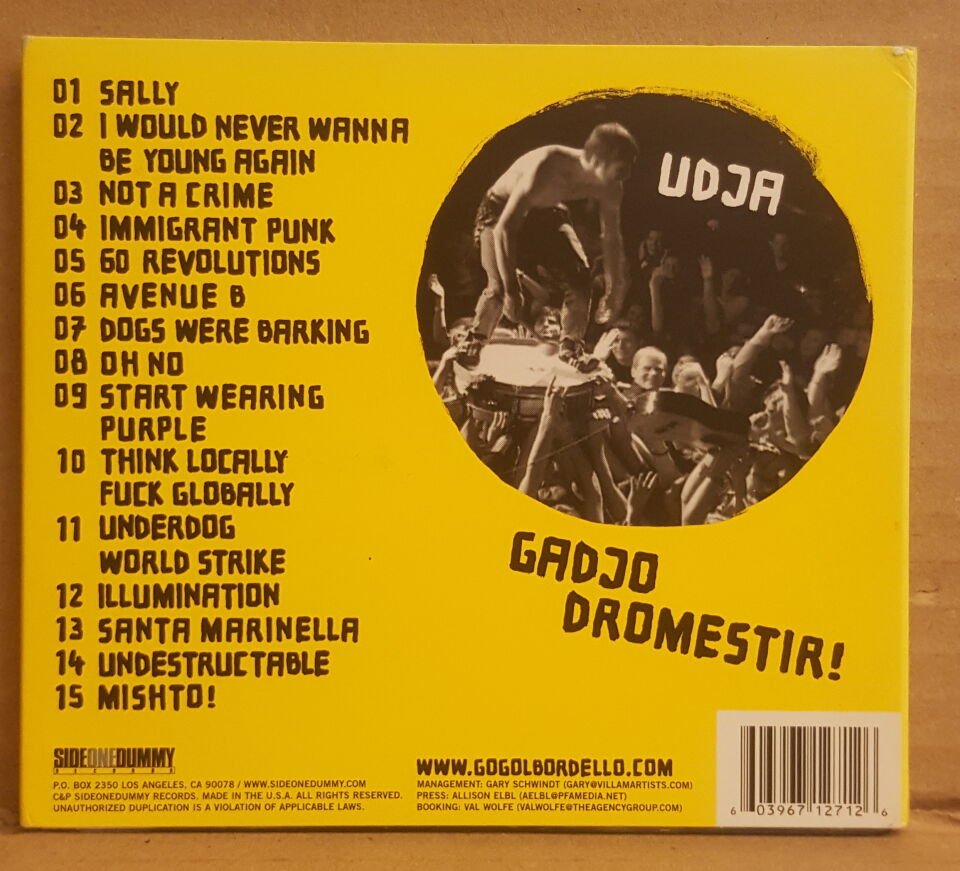 01 SALLY
02 I WOULD NEVER WANNA
BE YOUNG AGAIN
03 NOT A CRIME
04 IMMIGRANT PUNK
05 60 REVOLUTIONS
06 AVENUE B
07 DOGS WERE BARKING
08 OH NO
09 START WEARING
PURPLE
10 THINK LOCALLY
FUCK GLOBALLY
11 UNDERDOG
WORLD STRIKE
12 ILLUMINATION
13 SANTA MARINELLA
14 UNDESTRUCTABLE
15 MISHTO!
UDJA
GADJO
DROMESTIR!
SIDEONEDUMMY
RECORDS
P.O. BOX 2350 LOS ANGELES, CA 90078 / WWW.SIDEONEDUMMY.COM
C&P SIDEONEDUMMY RECORDS. MADE IN THE U.S.A. ALL RIGHTS RESERVED.
UNAUTHORIZED DUPLICATION IS A VIOLATION OF APPLICABLE LAWS.
WWW.GOGOLBORDELLO.COM
MANAGEMENT: GARY SCHWINDT (GARY@VILLAMARTISTS.COM)
PRESS: ALLISON ELBL (AELBL@PFAMEDIA.NET)
BOOKING: VAL WOLFE (VALWOLFE@THEAGENCYGROUP.COM)
6 03967 12712 6